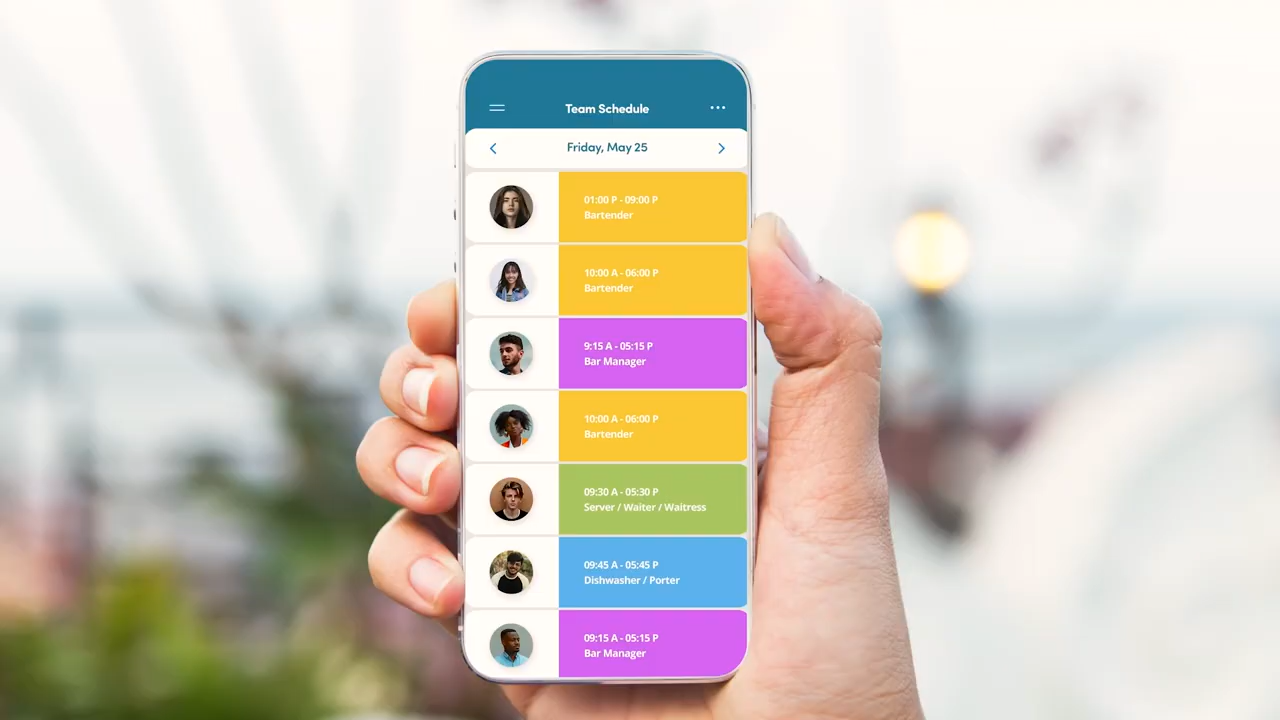 Team Schedule
Friday, May 25
01:00 P - 09:00 P
Bartender
10:00 A - 06:00 P
Bartender
9:15 A - 05:15 P
Bar Manager
10:00 A - 06:00 P
Bartender
09:30 A - 05:30 P
Server / Waiter / Waitress
09:45 A - 05:45 P
Dishwasher / Porter
09:15 A - 05:15 P
Bar Manager